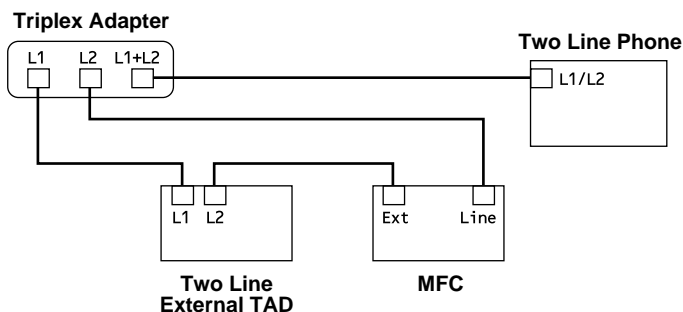 Triplex Adapter
L1 L2 L1+L2
Two Line Phone
L1/L2
L1 L2
Ext Line
Two Line
External TAD
MFC